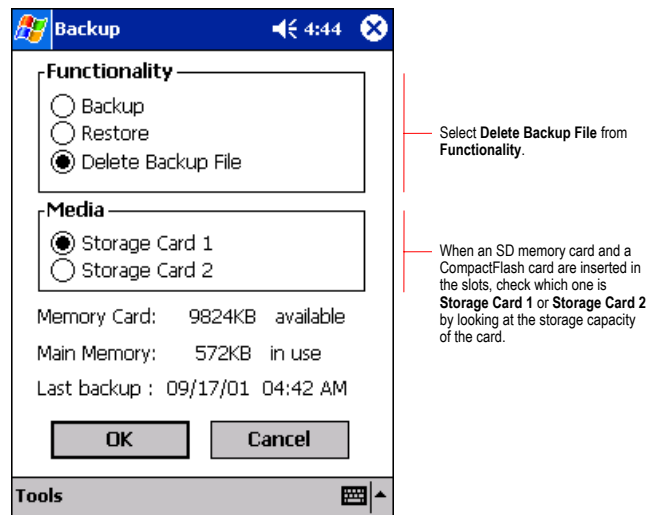 Backup 4:44
Functionality
Backup
Restore
Delete Backup File
Select Delete Backup File from
Functionality.
Media
Storage Card 1
Storage Card 2
When an SD memory card and a
CompactFlash card are inserted in
the slots, check which one is
Storage Card 1 or Storage Card 2
by looking at the storage capacity
of the card.
Memory Card: 9824KB available
Main Memory: 572KB in use
Last backup : 09/17/01 04:42 AM
OK Cancel
Tools